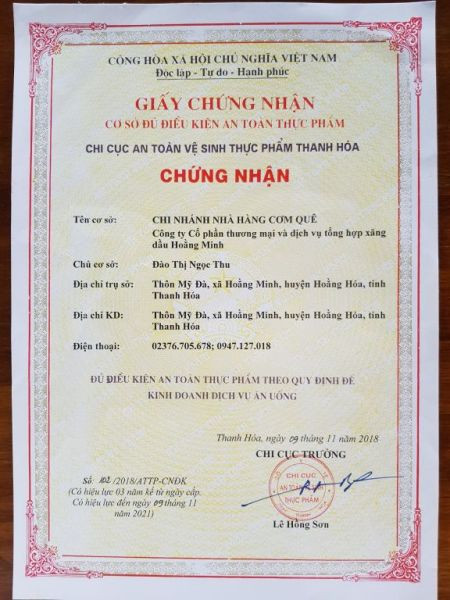 CỘNG HÒA XÃ HỘI CHỦ NGHĨA VIỆT NAM
Độc lập - Tự do - Hạnh phúc
GIẤY CHỨNG NHẬN
CƠ SỞ ĐỦ ĐIỀU KIỆN AN TOÀN THỰC PHẨM
CHI CỤC AN TOÀN VỆ SINH THỰC PHẨM THANH HÓA
CHỨNG NHẬN
Tên cơ sở: CHI NHÁNH NHÀ HÀNG CƠM QUÊ
Công ty Cổ phần thương mại và dịch vụ tổng hợp xăng
dầu Hoằng Minh
Chủ cơ sở: Đào Thị Ngọc Thu
Địa chỉ trụ sở: Thôn Mỹ Đà, xã Hoằng Minh, huyện Hoằng Hóa, tỉnh
Thanh Hóa
Địa chỉ KD: Thôn Mỹ Đà, xã Hoằng Minh, huyện Hoằng Hóa, tỉnh
Thanh Hóa
Điện thoại: 02376.705.678; 0947.127.018
ĐỦ ĐIỀU KIỆN AN TOÀN THỰC PHẨM THEO QUY ĐỊNH ĐỂ
KINH DOANH DỊCH VỤ ĂN UỐNG
Thanh Hóa, ngày 09 tháng 11 năm 2018
CHI CỤC TRƯỞNG
Số: 102/2018/ATTP-CNĐK
(Có hiệu lực 03 năm kể từ ngày cấp.
Có hiệu lực đến ngày 09 tháng 11
năm 2021)
CHI CỤC
AN TOÀN
THỰC PHẨM
Lê Hồng Sơn